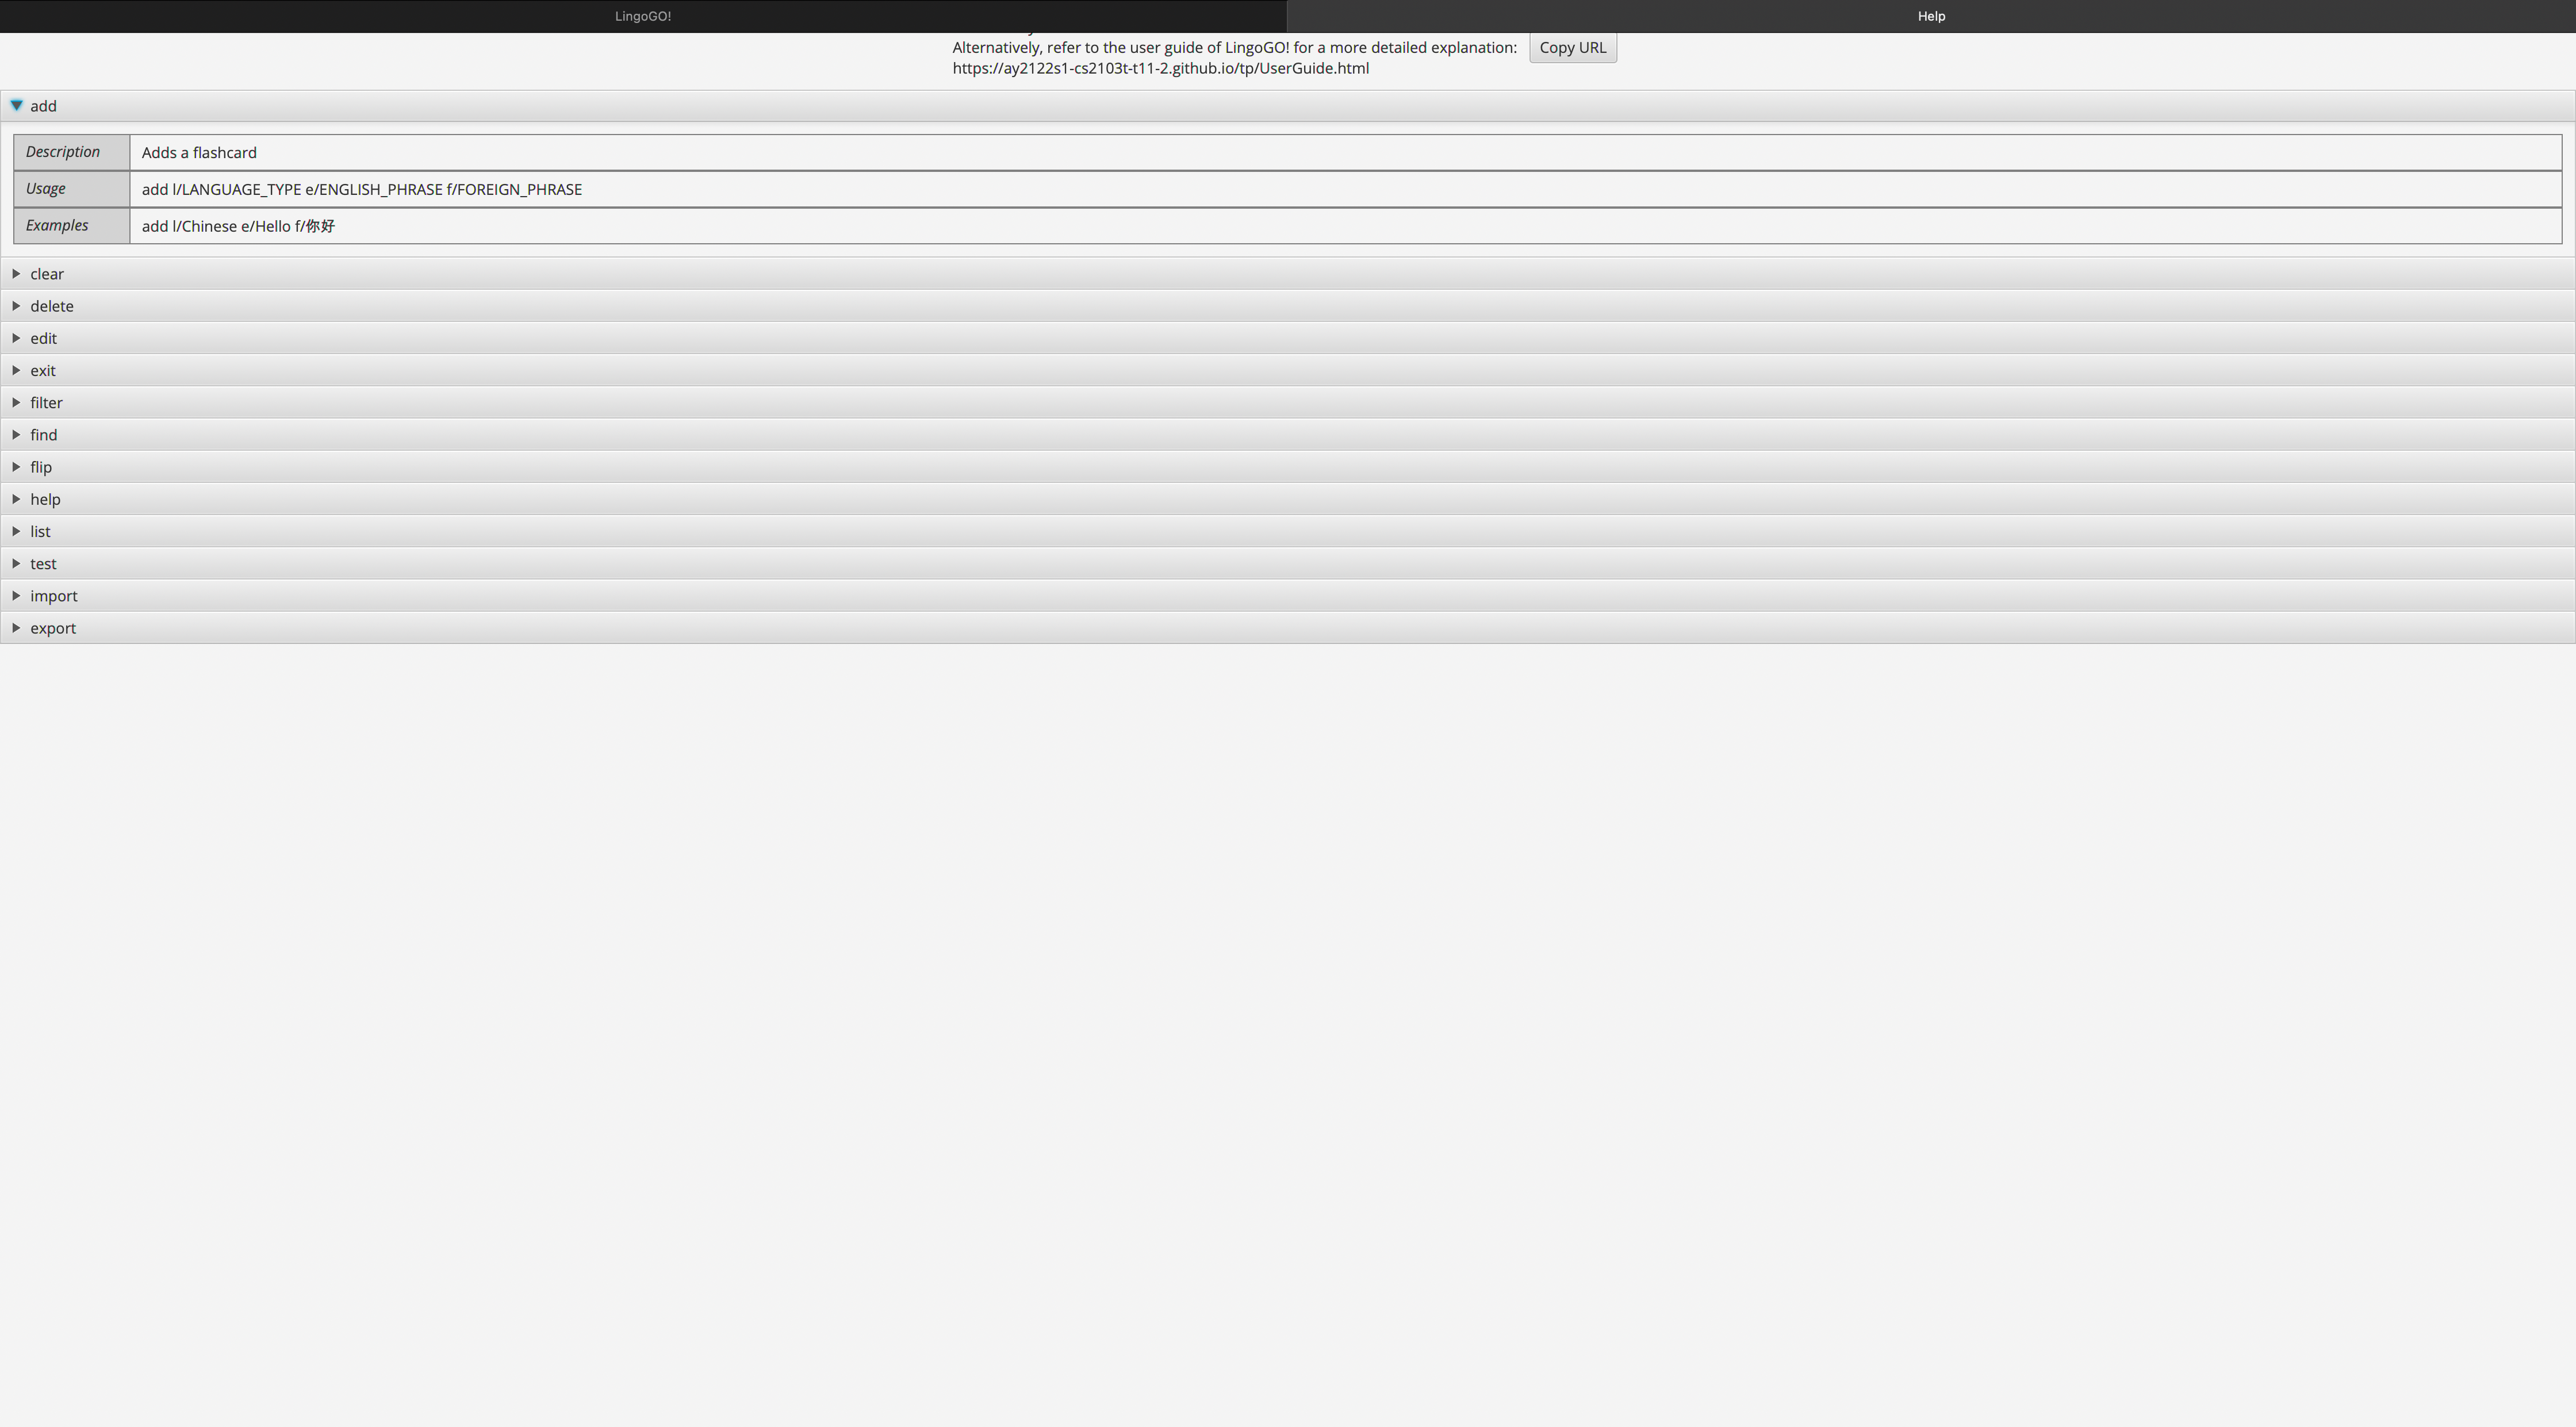 LingoGO!
Help
Alternatively, refer to the user guide of LingoGO! for a more detailed explanation:
https://ay2122s1-cs2103t-t11-2.github.io/tp/UserGuide.html
Copy URL
add
Description Adds a flashcard
Usage add l/LANGUAGE_TYPE e/ENGLISH_PHRASE f/FOREIGN_PHRASE
Examples add l/Chinese e/Hello f/你好
clear
delete
edit
exit
filter
find
flip
help
list
test
import
export